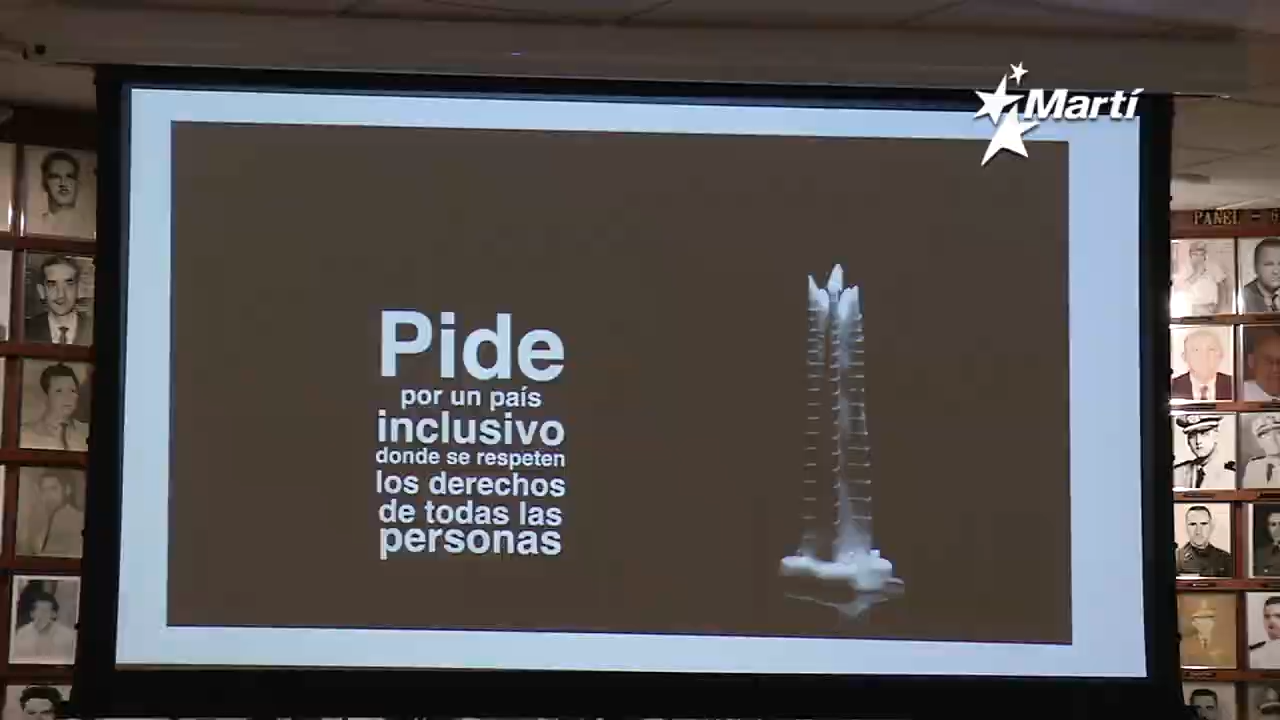 Martí
PANEL -
Pide
por un país
inclusivo
donde se respeten
los derechos
de todas las
personas